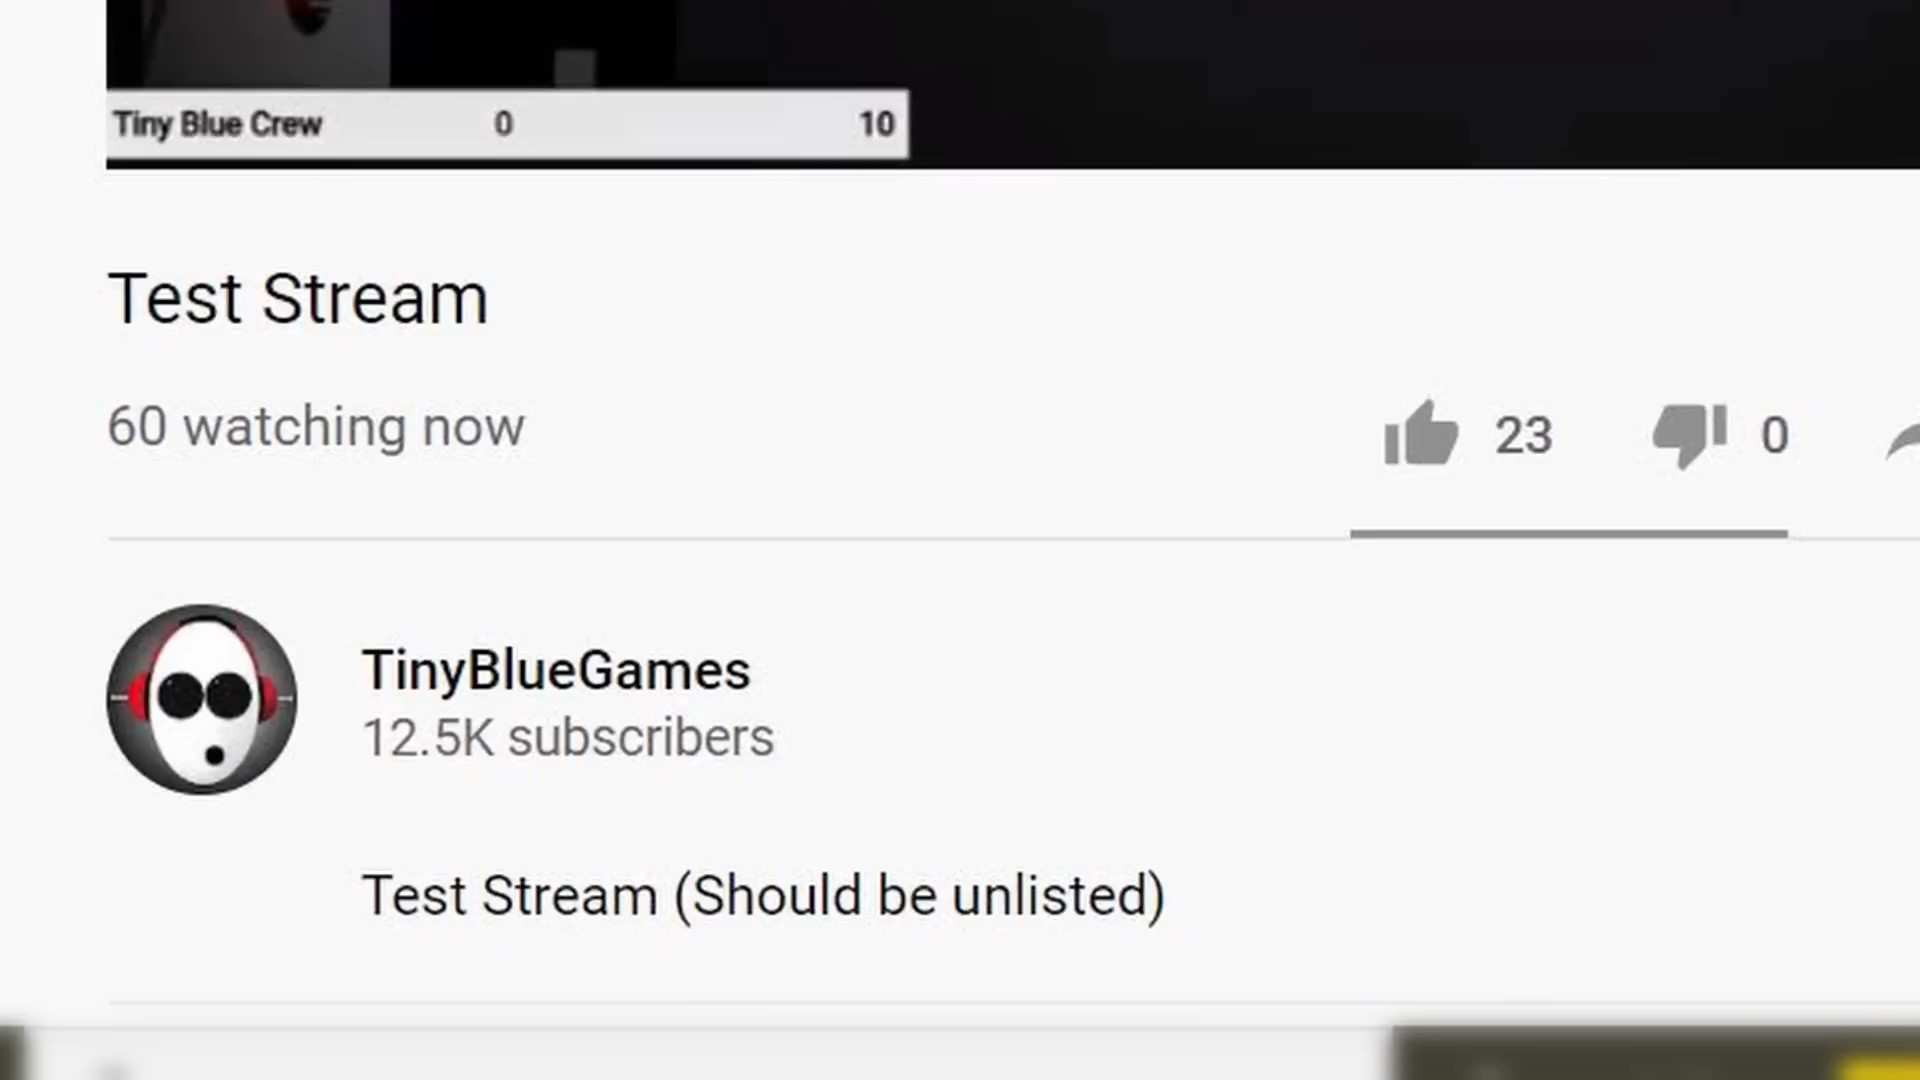 Tiny Blue Crew 0 10
Test Stream
60 watching now
23 0
TinyBlueGames
12.5K subscribers
Test Stream (Should be unlisted)